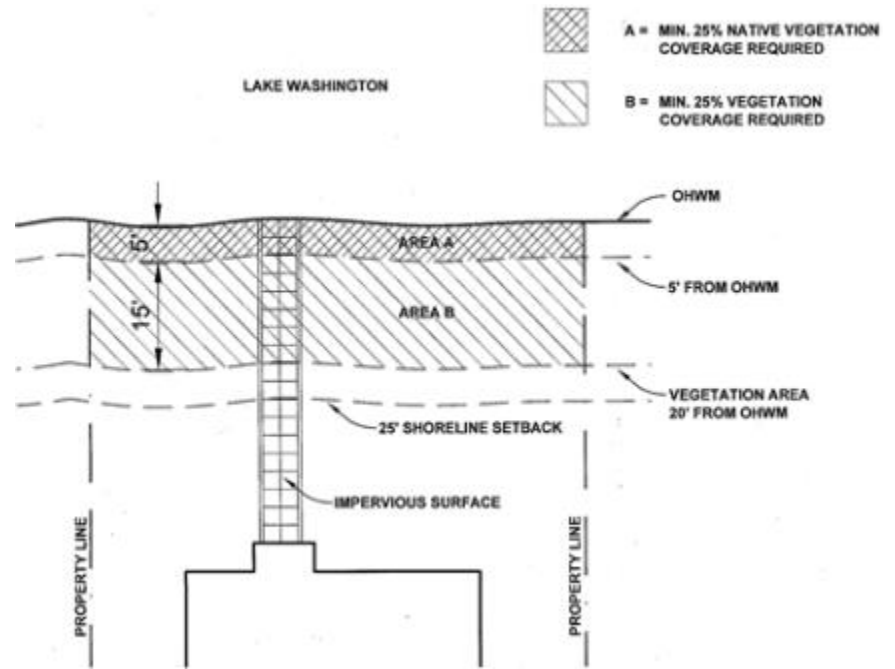 A = MIN. 25% NATIVE VEGETATION
COVERAGE REQUIRED
LAKE WASHINGTON
B = MIN. 25% VEGETATION
COVERAGE REQUIRED
OHWM
5'
AREA A
5' FROM OHWM
15'
AREA B
VEGETATION AREA
20' FROM OHWM
25' SHORELINE SETBACK
IMPERVIOUS SURFACE
PROPERTY LINE
PROPERTY LINE